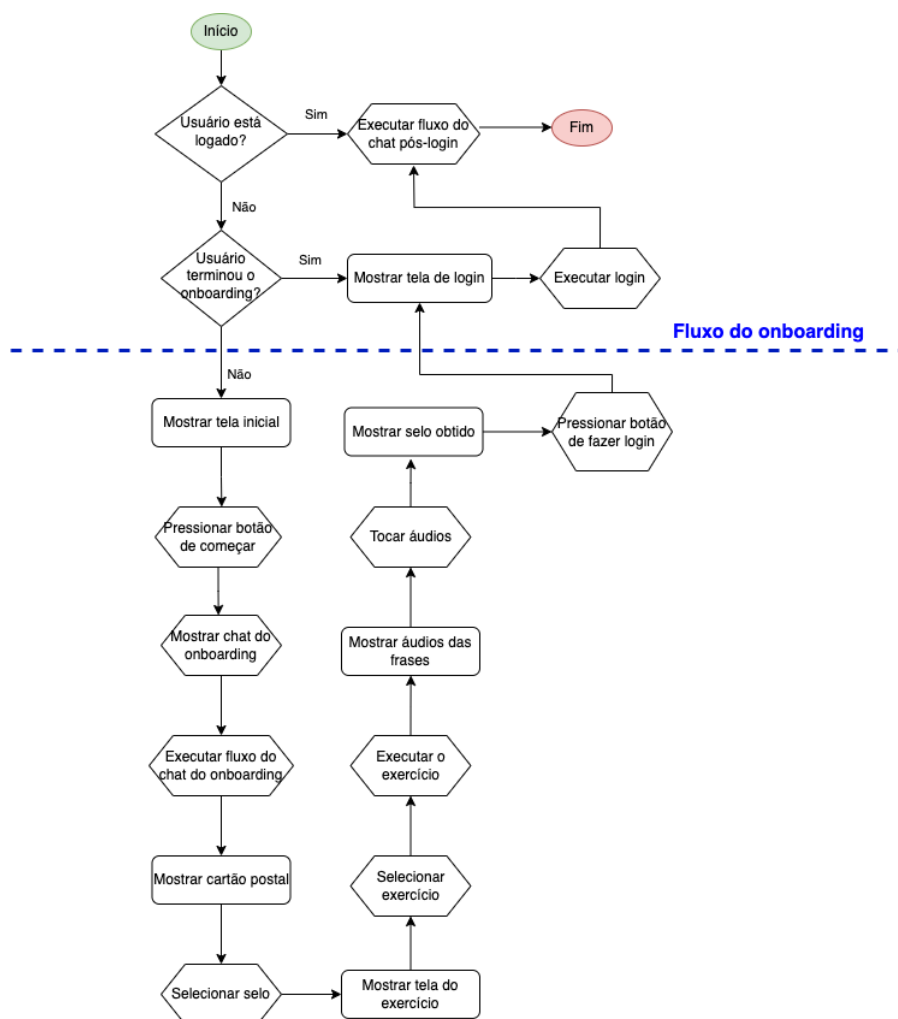 Início
Usuário está
logado?
Sim
Executar fluxo do
chat pós-login
Fim
Não
Usuário
terminou o
onboarding?
Sim
Mostrar tela de login
Executar login
Fluxo do onboarding
Não
Mostrar tela inicial
Pressionar botão
de começar
Mostrar chat do
onboarding
Executar fluxo do
chat do onboarding
Mostrar cartão postal
Selecionar selo
Mostrar tela do
exercício
Selecionar
exercício
Executar o
exercício
Mostrar áudios das
frases
Tocar áudios
Mostrar selo obtido
Pressionar botão
de fazer login